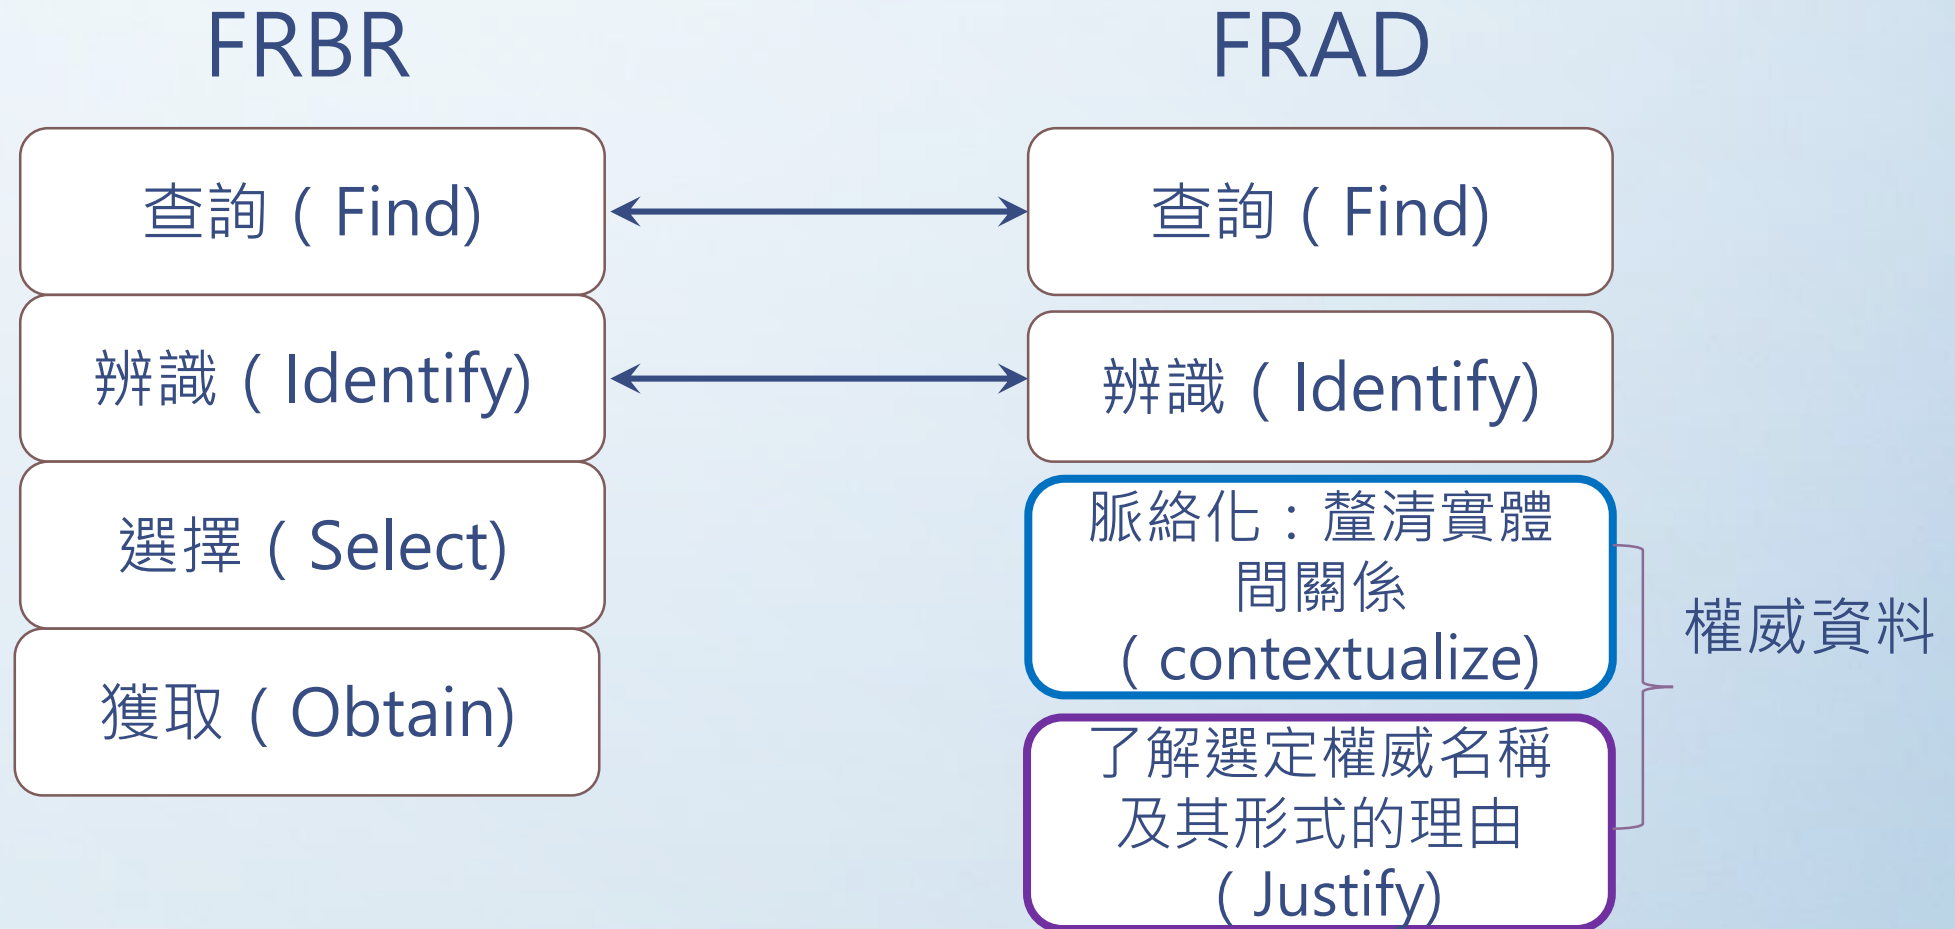 FRBR
查詢 ( Find)
辨識 ( Identify)
選擇 ( Select)
獲取 ( Obtain)
FRAD
查詢 ( Find)
辨識 ( Identify)
脈絡化：釐清實體
間關係
( contextualize)
了解選定權威名稱
及其形式的理由
( Justify)
權威資料